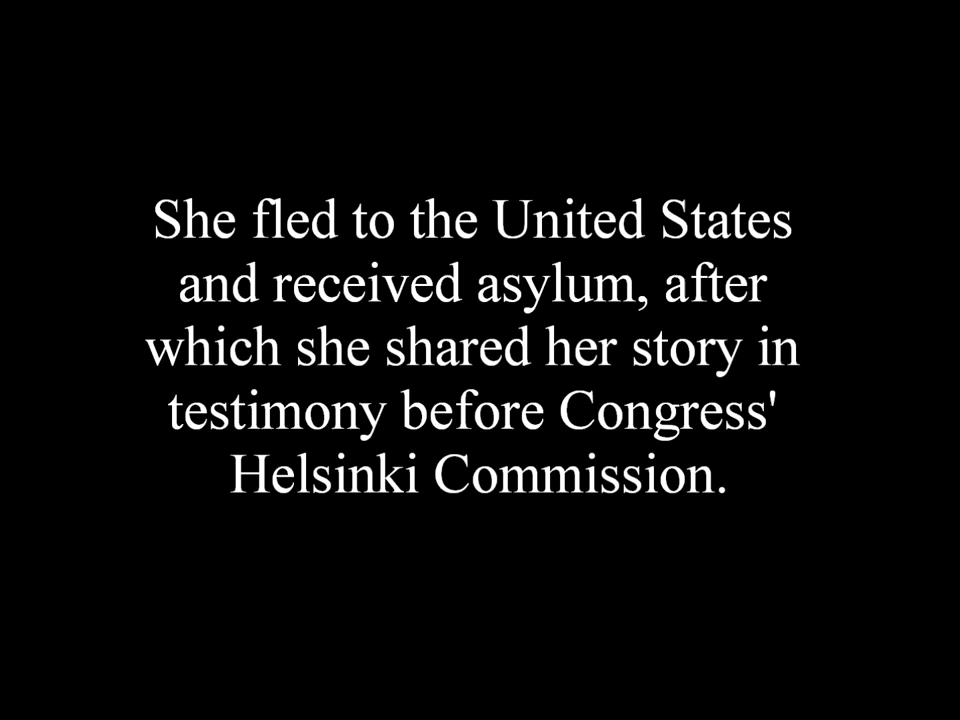 She fled to the United States
and received asylum, after
which she shared her story in
testimony before Congress'
Helsinki Commission.